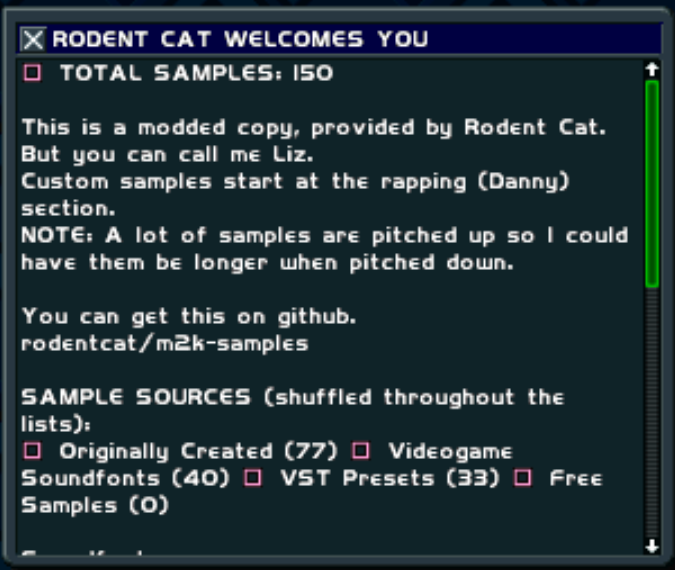 RODENT CAT WELCOMES YOU
TOTAL SAMPLES: 150
This is a modded copy, provided by Rodent Cat.
But you can call me Liz.
Custom samples start at the rapping (Danny)
section.
NOTE: A lot of samples are pitched up so I could
have them be longer when pitched down.
You can get this on github.
rodentcat/m2k-samples
SAMPLE SOURCES (shuffled throughout the
lists):
Originally Created (77) Videogame
Soundfonts (40) VST Presets (33) Free
Samples (0)